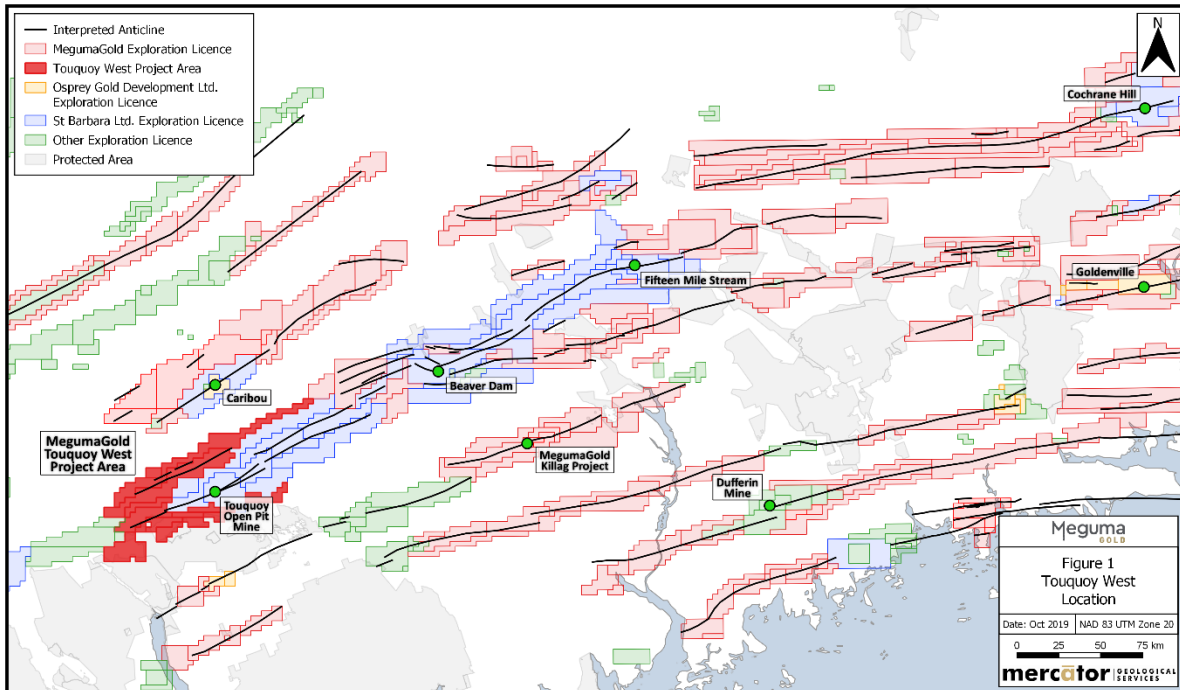 Interpreted Anticline
MegumaGold Exploration Licence
Touquoy West Project Area
Osprey Gold Development Ltd.
Exploration Licence
St Barbara Ltd. Exploration Licence
Other Exploration Licence
Protected Area
N
Cochrane Hill
Fifteen Mile Stream
Goldenville
Beaver Dam
Caribou
MegumaGold
Touquoy West
Project Area
MegumaGold
Killag Project
Touquoy
Open Pit
Mine
Dufferin
Mine
Meguma
GOLD
Figure 1
Touquoy West
Location
Date: Oct 2019
NAD 83 UTM Zone 20
0 25 50 75 km
mercātor GEOLOGICAL
SERVICES